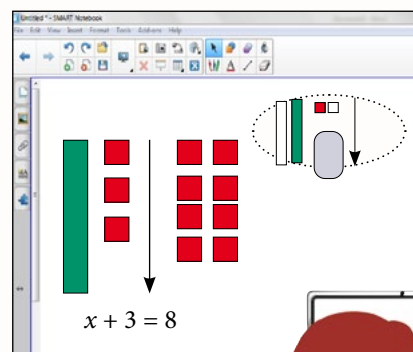 Untitled * - SMART Notebook
File Edit View Insert Format Tools Add-ons Help
x + 3 = 8